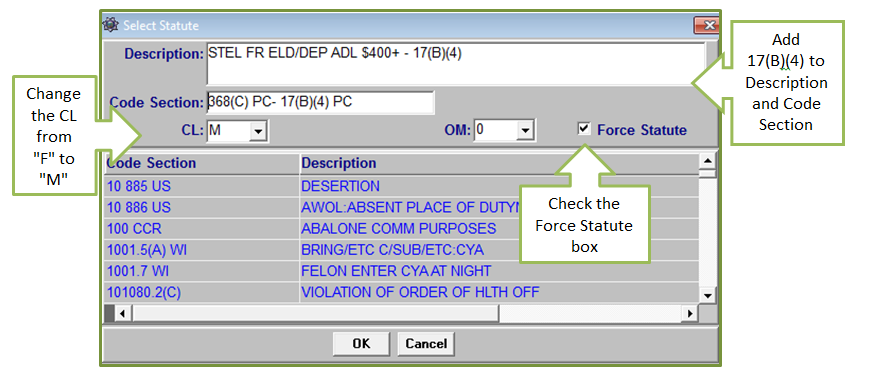 Select Statute
Description: STEL FR ELD/DEP ADL $400+ - 17(B)(4)
Code Section: 368(C) PC- 17(B)(4) PC
CL: M OM: 0 Force Statute
Code Section Description
10 885 US DESERTION
10 886 US AWOL:ABSENT PLACE OF DUTY
100 CCR ABALONE COMM PURPOSES
1001.5(A) WI BRING/ETC C/SUB/ETC:CYA
1001.7 WI FELON ENTER CYA AT NIGHT
101080.2(C) VIOLATION OF ORDER OF HLTH OFF
OK Cancel
Change
the CL
from
"F" to
"M"
Add
17(B)(4) to
Description
and Code
Section
Check the
Force Statute
box